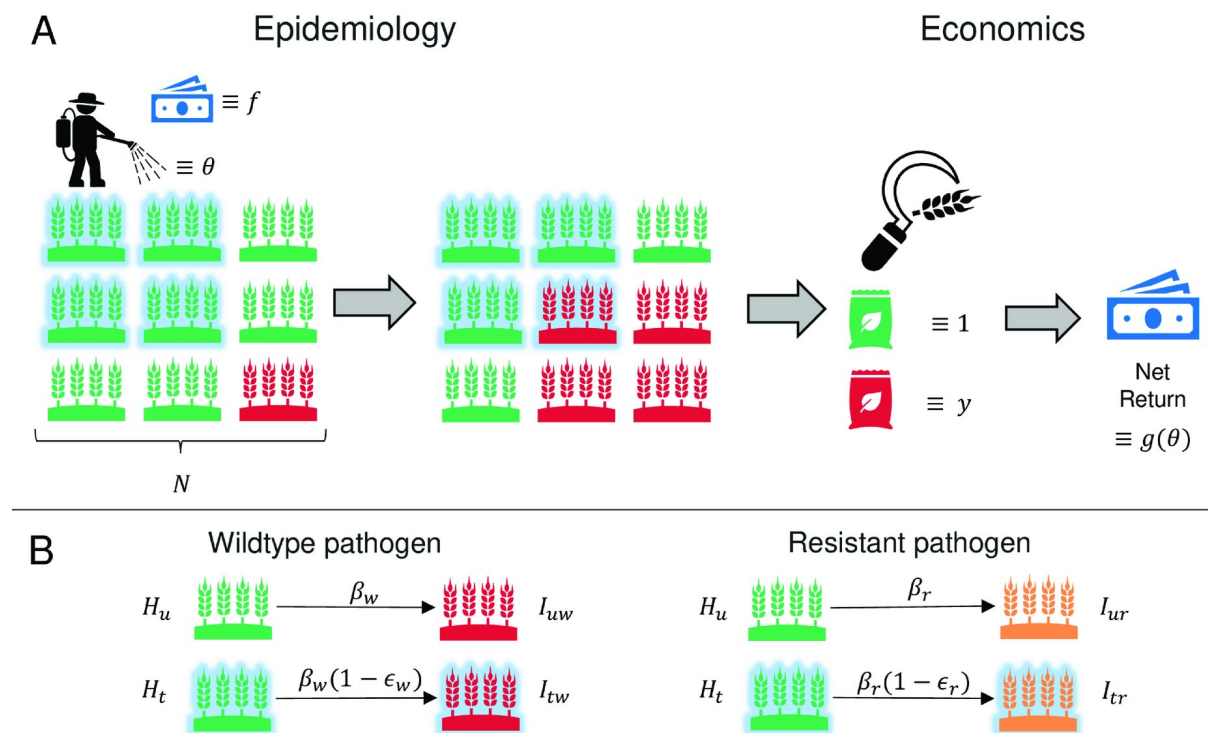 A
Epidemiology
Economics
≡ f
≡ θ
≡ 1
≡ y
Net
Return
≡ g(θ)
N
B
Wildtype pathogen
Resistant pathogen
H_u
β_w
I_uw
H_u
β_r
I_ur
H_t
β_w(1 − ϵ_w)
I_tw
H_t
β_r(1 − ϵ_r)
I_tr